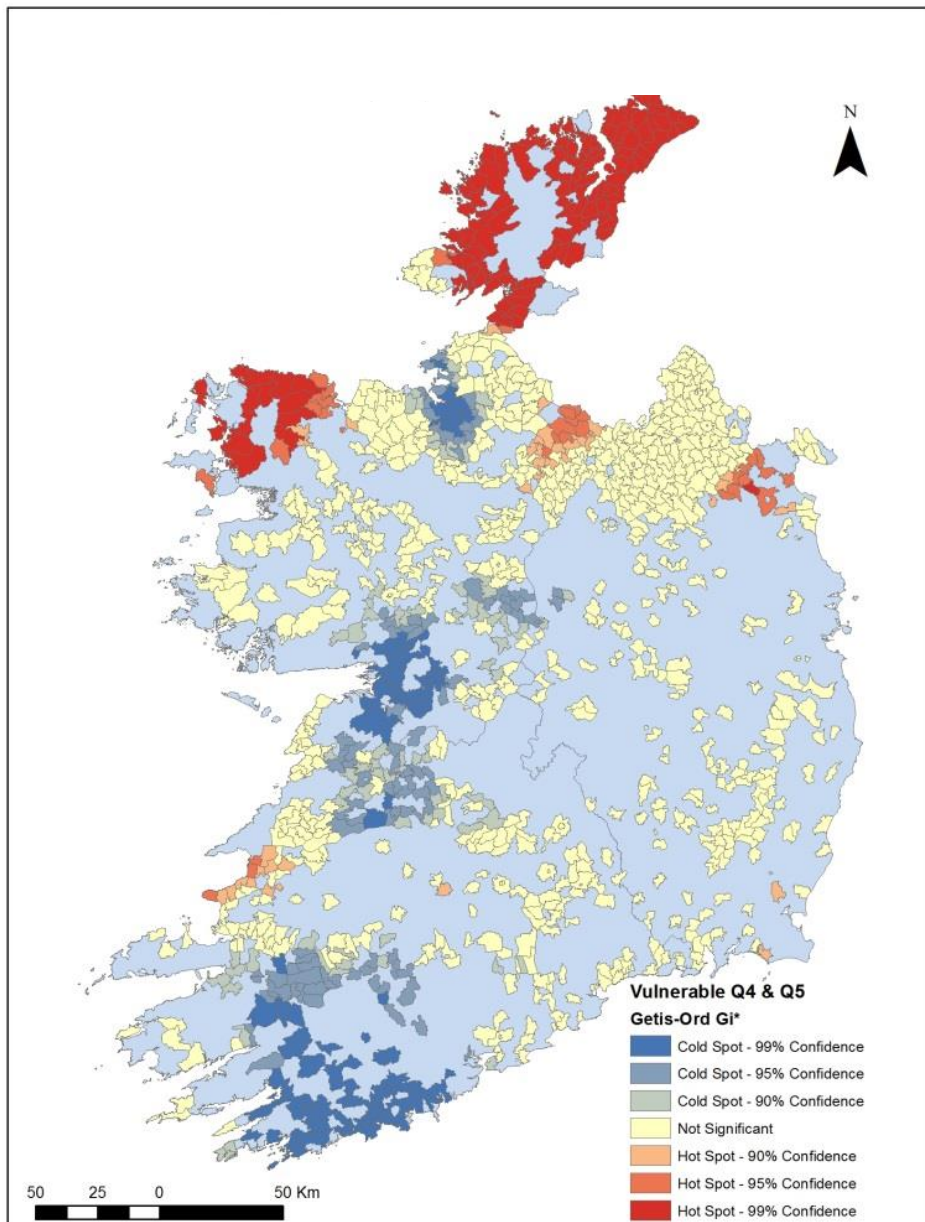 N
Vulnerable Q4 & Q5
Getis-Ord Gi*
Cold Spot - 99% Confidence
Cold Spot - 95% Confidence
Cold Spot - 90% Confidence
Not Significant
Hot Spot - 90% Confidence
Hot Spot - 95% Confidence
Hot Spot - 99% Confidence
50 25 0 50 Km